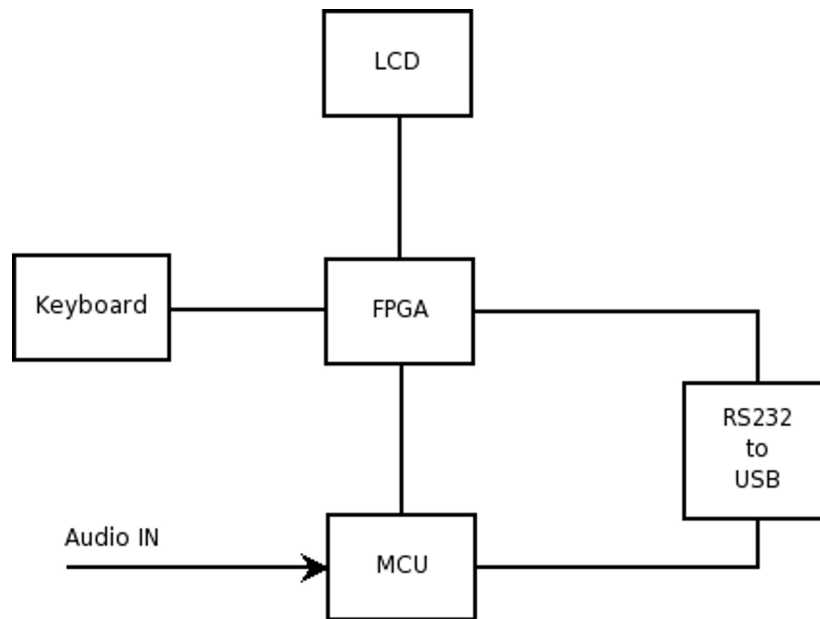 LCD
Keyboard
FPGA
RS232
to
USB
Audio IN
MCU